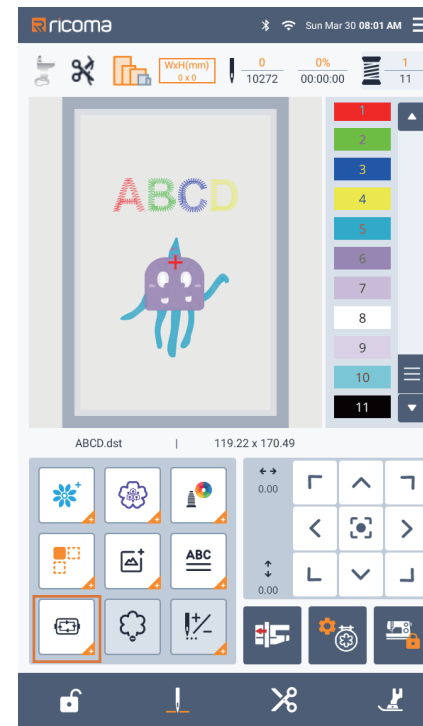 ricoma
Sun Mar 30 08:01 AM
WxH(mm)
0 x 0
0
10272
0%
00:00:00
1
11
1
2
3
4
5
6
7
8
9
10
11
ABCD
ABCD.dst | 119.22 x 170.49
0.00
ABC
0.00